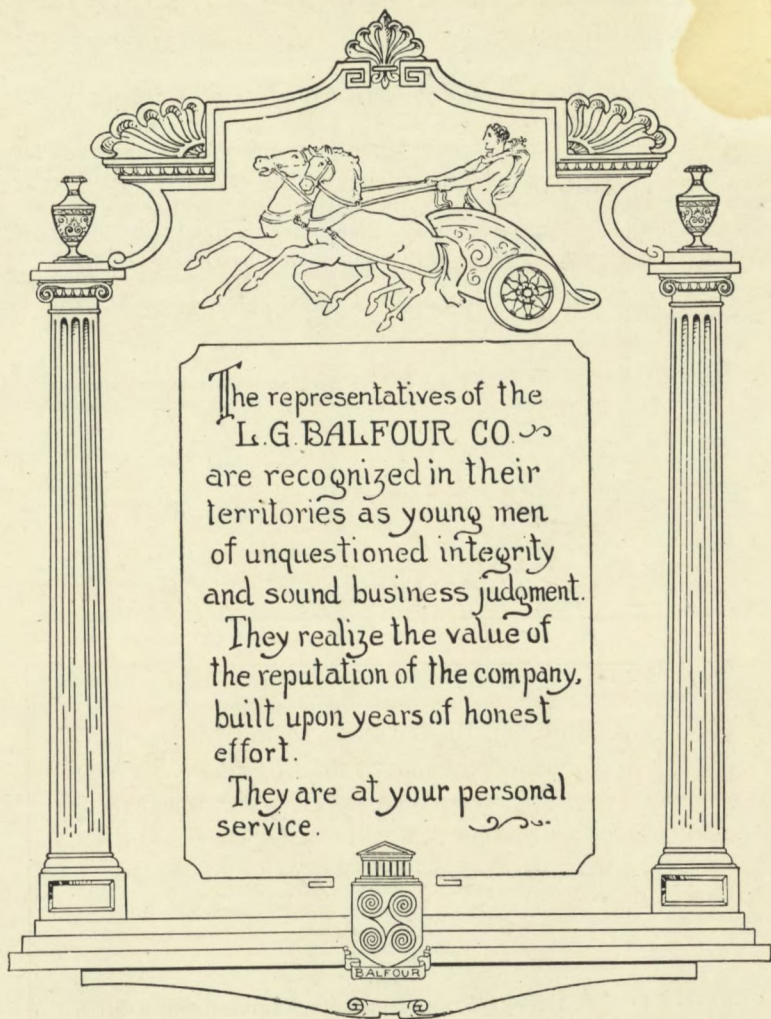 The representatives of the
L.G. BALFOUR CO.
are recognized in their
territories as young men
of unquestioned integrity
and sound business judgment.
They realize the value of
the reputation of the company,
built upon years of honest
effort.
They are at your personal
service.
BALFOUR